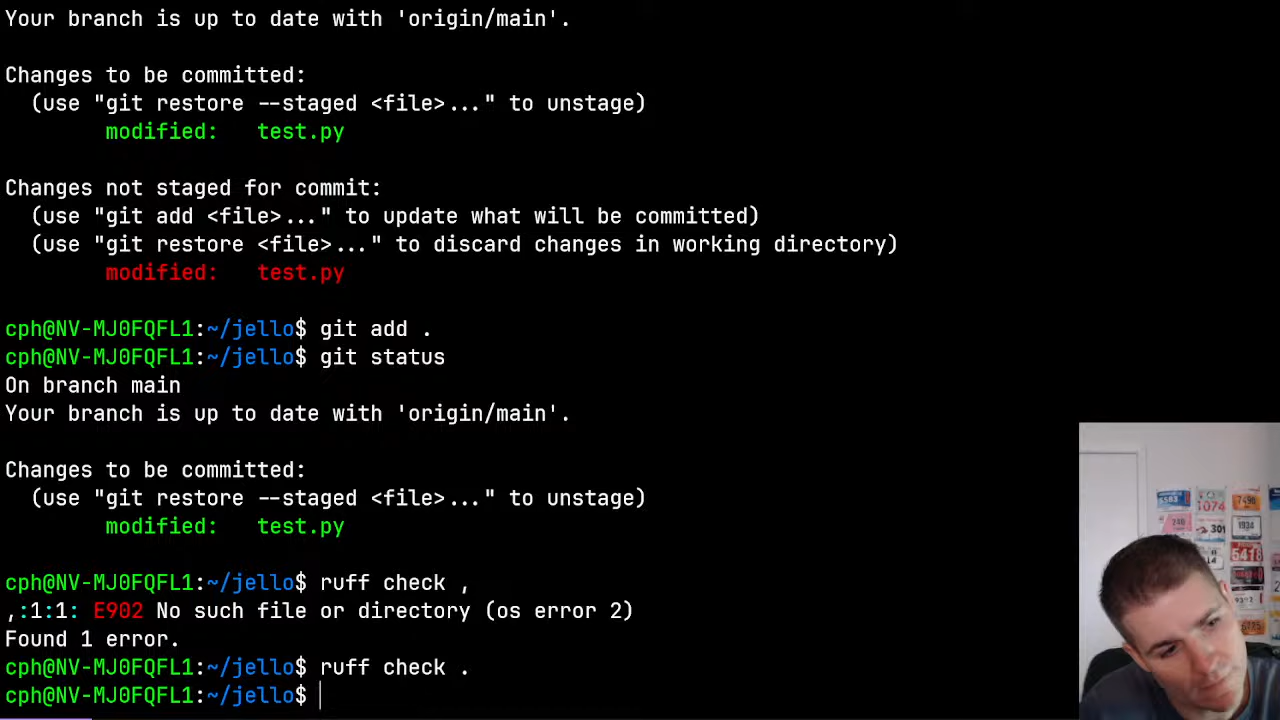 Your branch is up to date with 'origin/main'.
Changes to be committed:
(use "git restore --staged <file>..." to unstage)
modified:   test.py
Changes not staged for commit:
(use "git add <file>..." to update what will be committed)
(use "git restore <file>..." to discard changes in working directory)
modified:   test.py
cph@NV-MJ0FQFL1:~/jello$ git add .
cph@NV-MJ0FQFL1:~/jello$ git status
On branch main
Your branch is up to date with 'origin/main'.
Changes to be committed:
(use "git restore --staged <file>..." to unstage)
modified:   test.py
cph@NV-MJ0FQFL1:~/jello$ ruff check ,
,:1:1: E902 No such file or directory (os error 2)
Found 1 error.
cph@NV-MJ0FQFL1:~/jello$ ruff check .
cph@NV-MJ0FQFL1:~/jello$
1934
5418